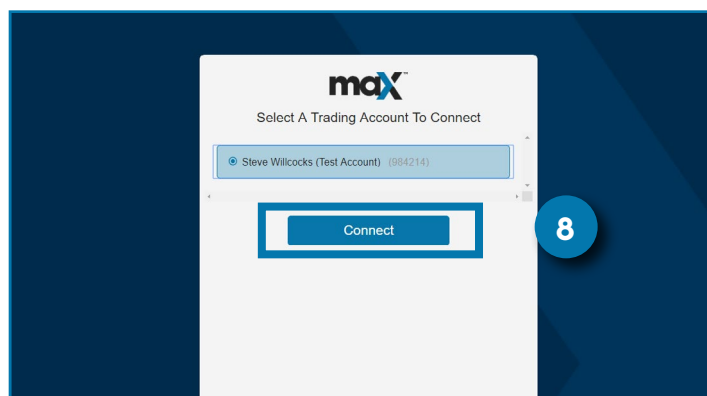 maX™
Select A Trading Account To Connect
Steve Willcocks (Test Account) (984214)
Connect
8